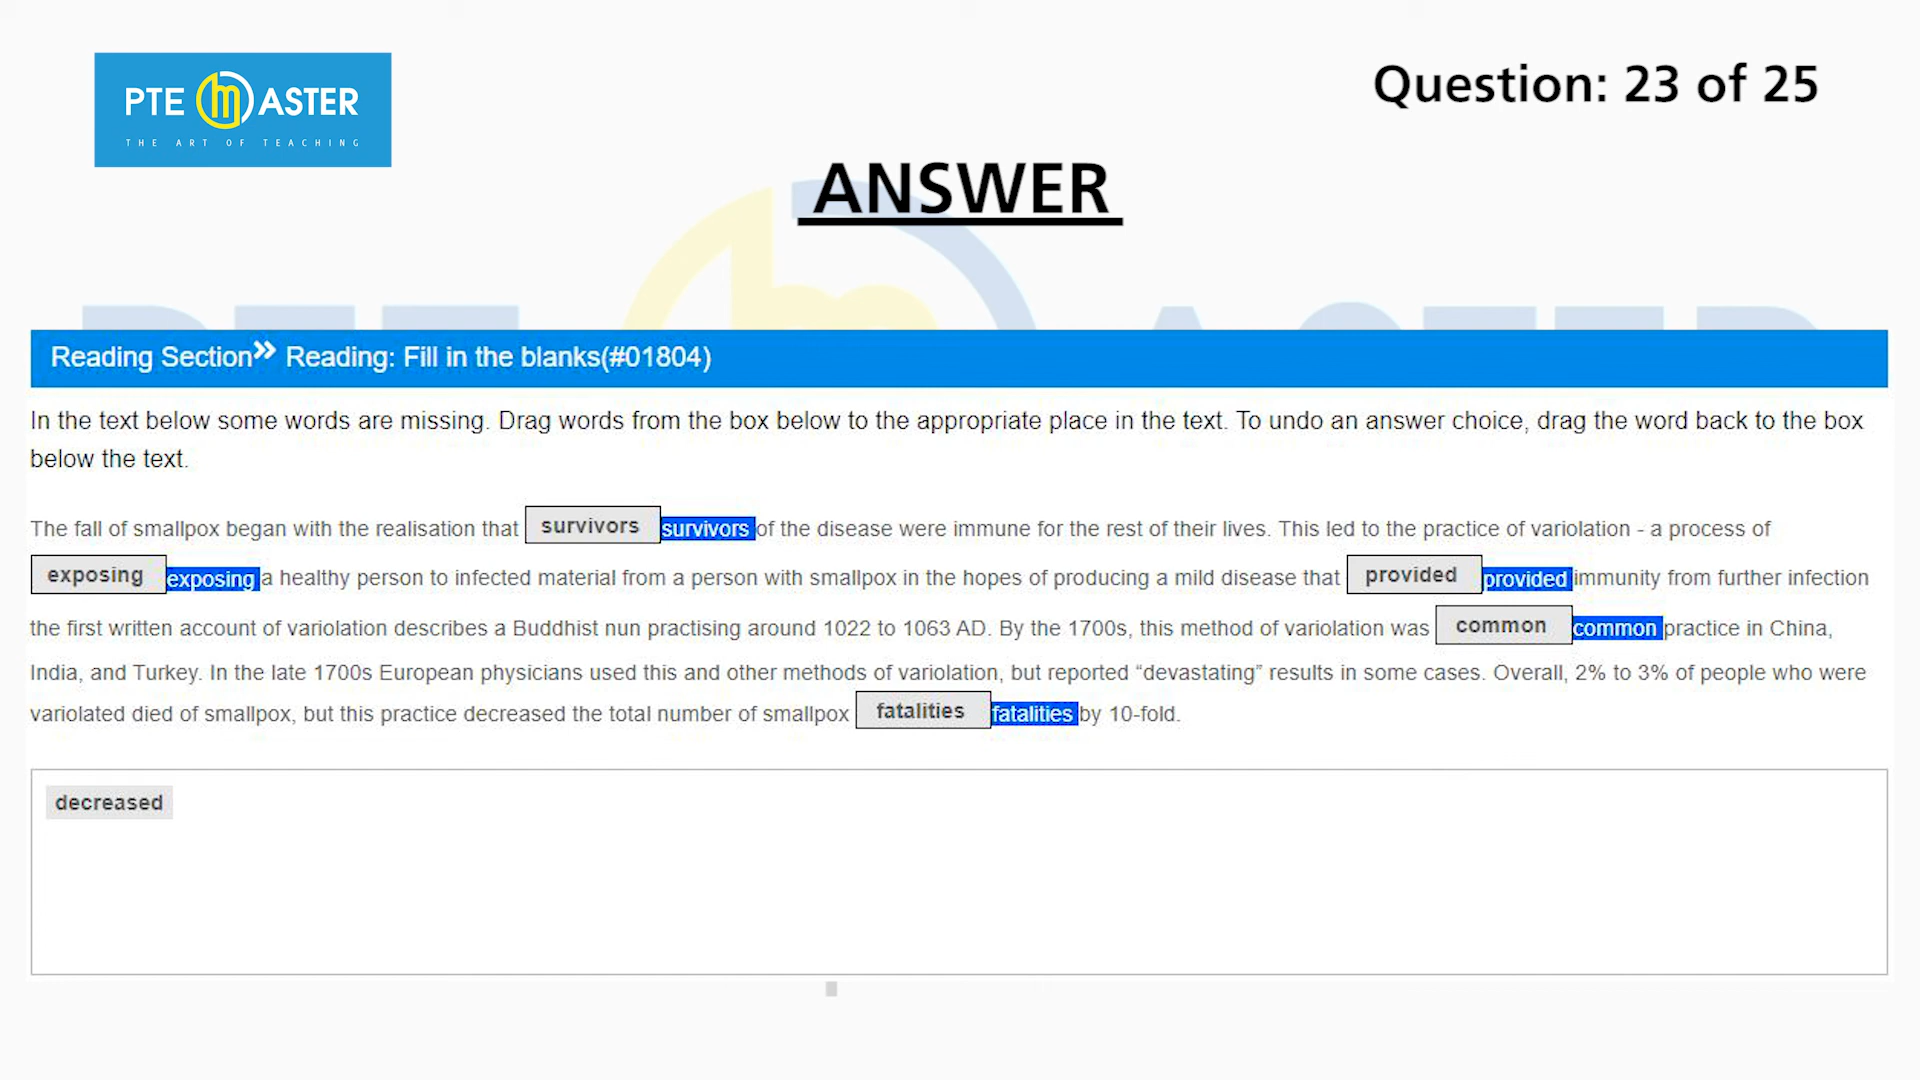 PTE MASTER
THE ART OF TEACHING
Question: 23 of 25
ANSWER
Reading Section» Reading: Fill in the blanks(#01804)
In the text below some words are missing. Drag words from the box below to the appropriate place in the text. To undo an answer choice, drag the word back to the box
below the text.
The fall of smallpox began with the realisation that survivors survivors of the disease were immune for the rest of their lives. This led to the practice of variolation - a process of
exposing exposing a healthy person to infected material from a person with smallpox in the hopes of producing a mild disease that provided provided immunity from further infection
the first written account of variolation describes a Buddhist nun practising around 1022 to 1063 AD. By the 1700s, this method of variolation was common common practice in China,
India, and Turkey. In the late 1700s European physicians used this and other methods of variolation, but reported “devastating” results in some cases. Overall, 2% to 3% of people who were
variolated died of smallpox, but this practice decreased the total number of smallpox fatalities fatalities by 10-fold.
decreased